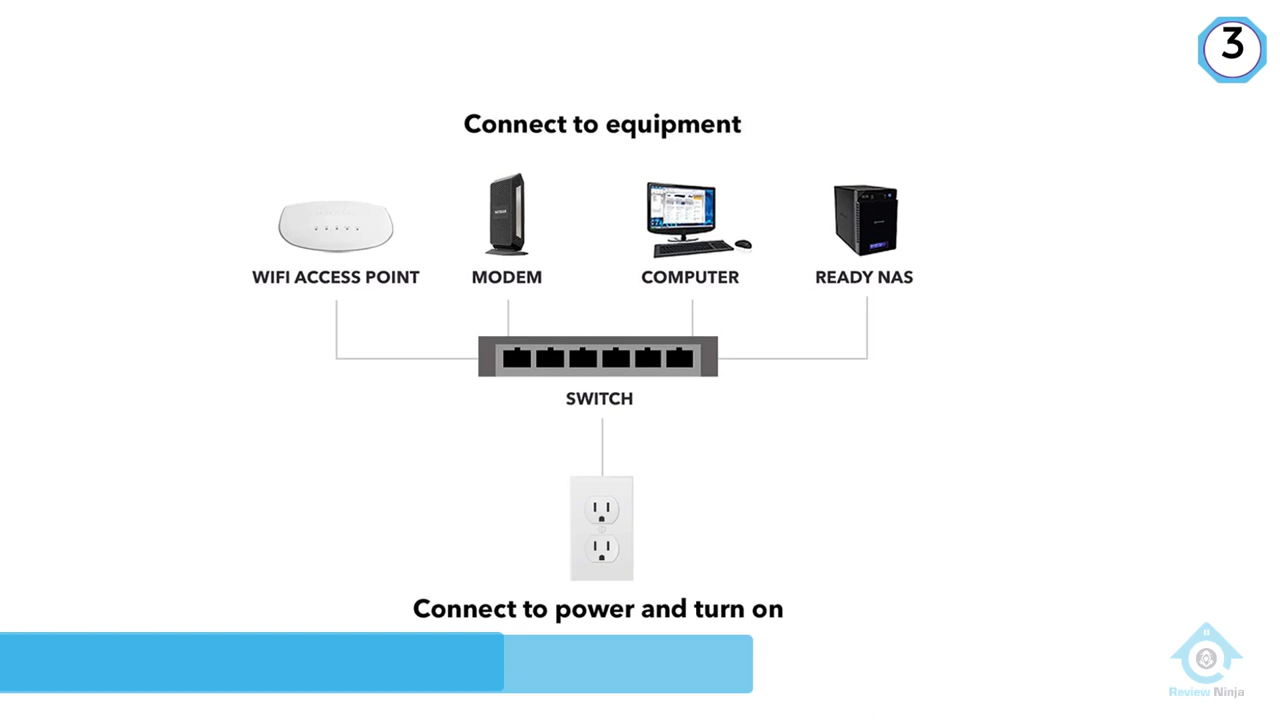 3
Connect to equipment
WIFI ACCESS POINT
MODEM
COMPUTER
READY NAS
SWITCH
Connect to power and turn on
Review Ninja